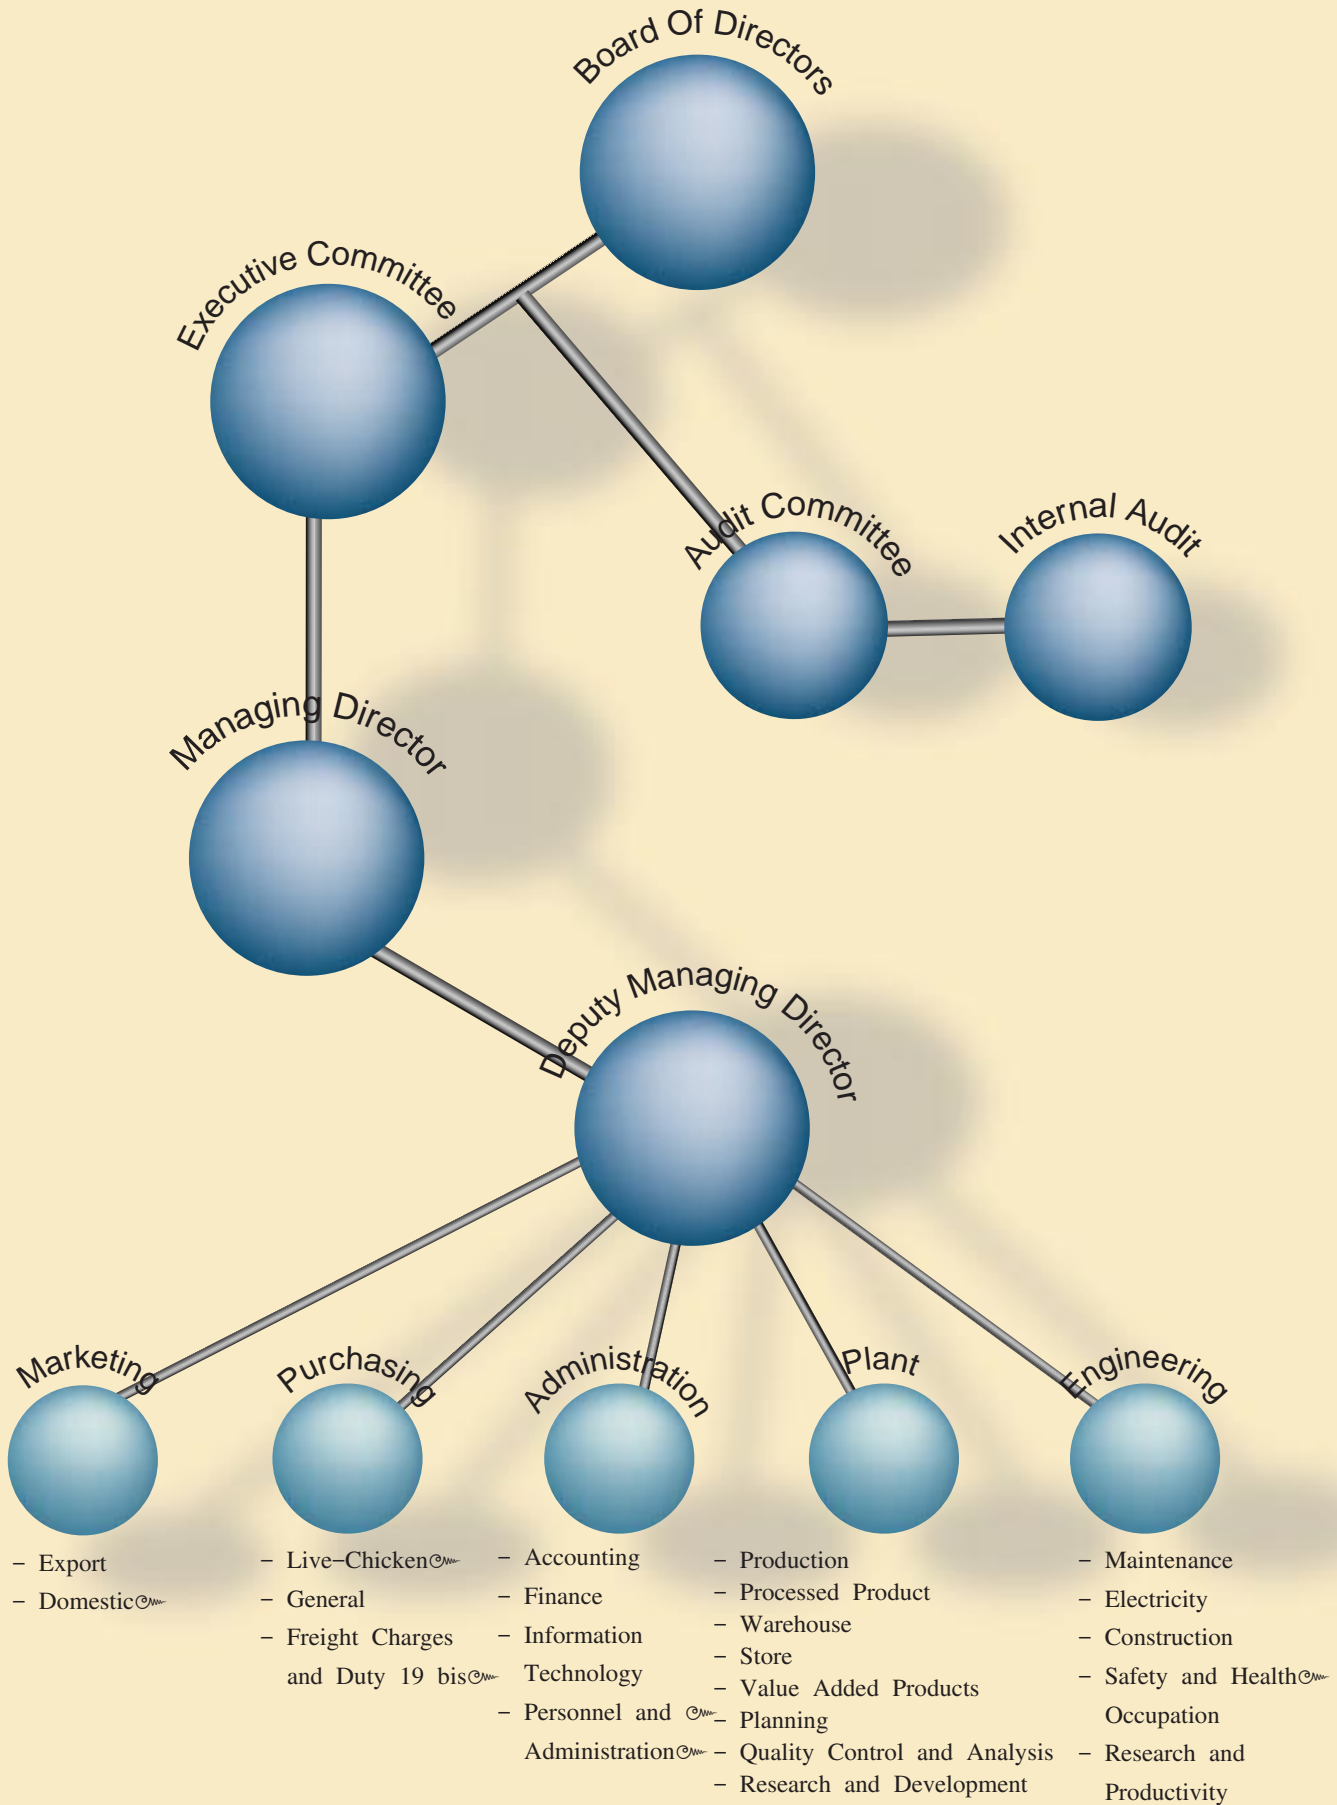 Board Of Directors
Executive Committee
Audit Committee
Internal Audit
Managing Director
Deputy Managing Director
Marketing
Purchasing
Administration
Plant
Engineering
– Export
– Domestic
– Live–Chicken
– General
– Freight Charges
and Duty 19 bis
– Accounting
– Finance
– Information
Technology
– Personnel and
Administration
– Production
– Processed Product
– Warehouse
– Store
– Value Added Products
– Planning
– Quality Control and Analysis
– Research and Development
– Maintenance
– Electricity
– Construction
– Safety and Health
Occupation
– Research and
Productivity